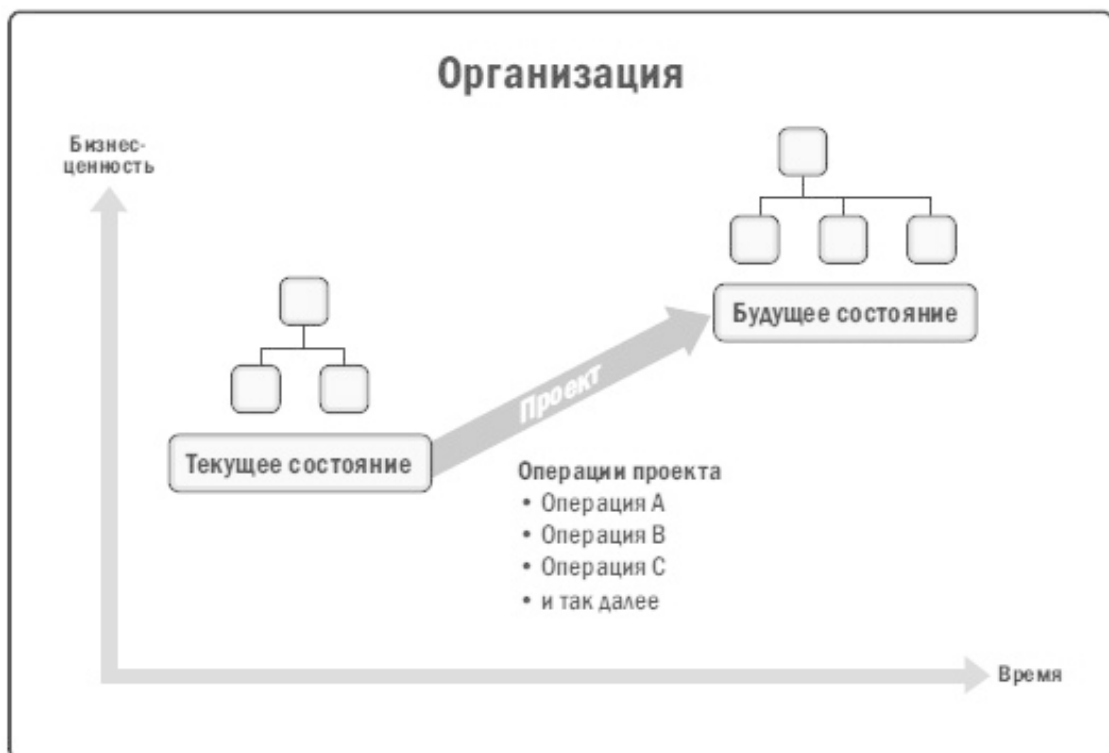 Организация
Бизнес-
ценность
Будущее состояние
Проект
Текущее состояние
Операции проекта
• Операция A
• Операция B
• Операция C
• и так далее
Время